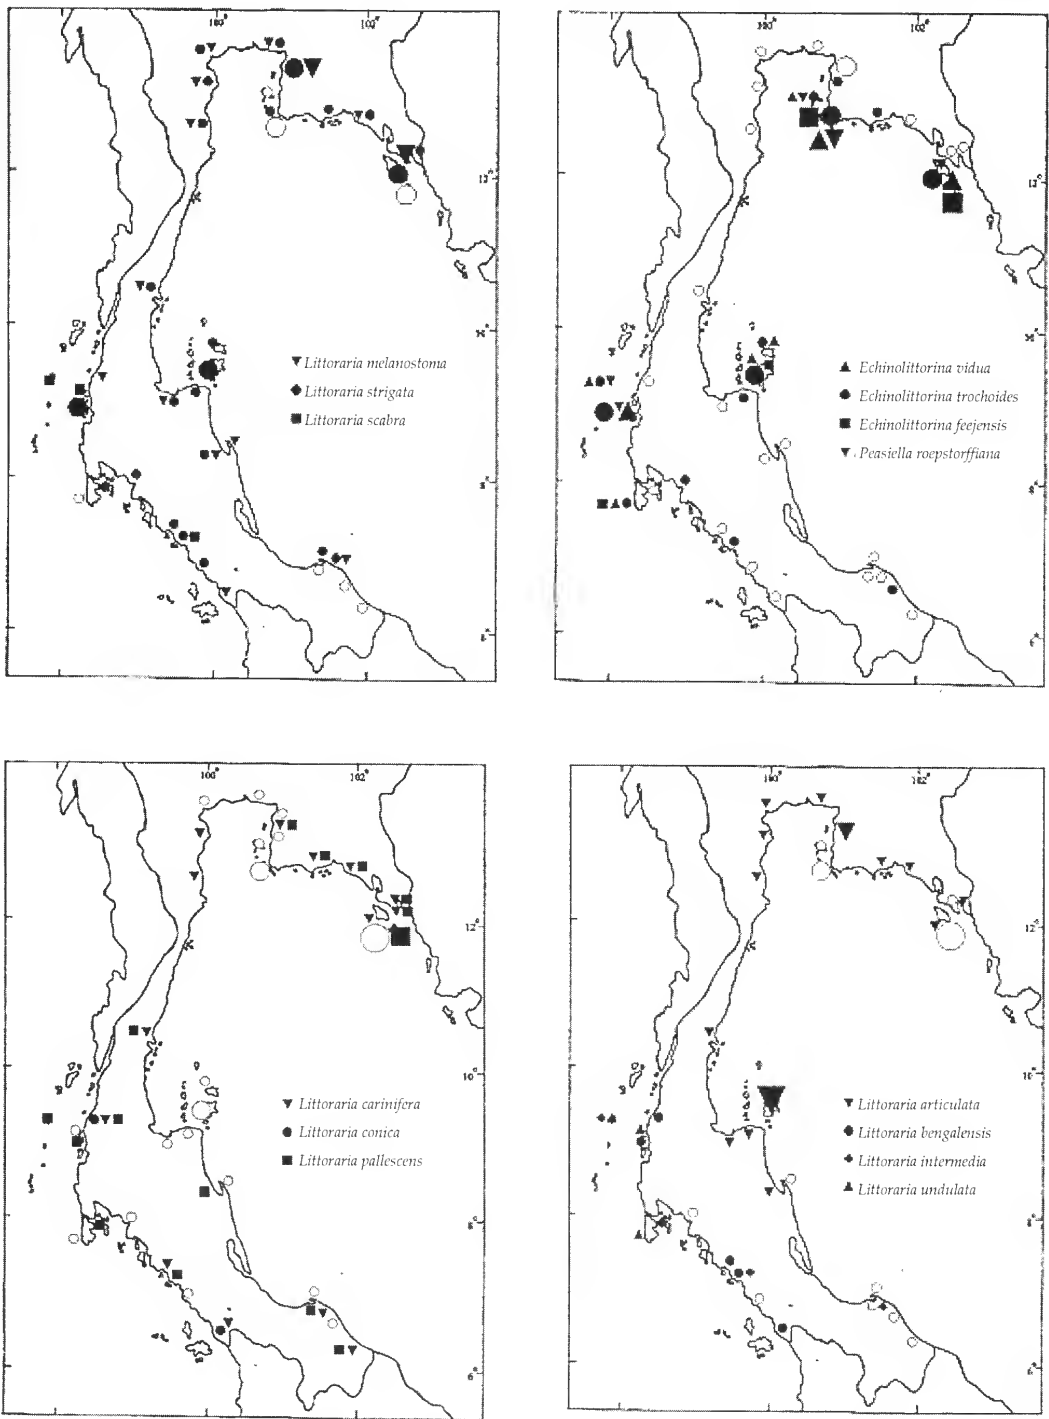 100°
102°
12°
10°
8°
6°
▼ Littoraria melanostoma
● Littoraria strigata
■ Littoraria scabra
100°
102°
12°
10°
8°
6°
▲ Echinolittorina vidua
● Echinolittorina trochoides
■ Echinolittorina feejensis
▼ Peasiella roepstorffiana
100°
102°
12°
10°
8°
6°
▼ Littoraria carinifera
● Littoraria conica
■ Littoraria pallescens
100°
102°
12°
10°
8°
6°
▼ Littoraria articulata
● Littoraria bengalensis
♦ Littoraria intermedia
▲ Littoraria undulata